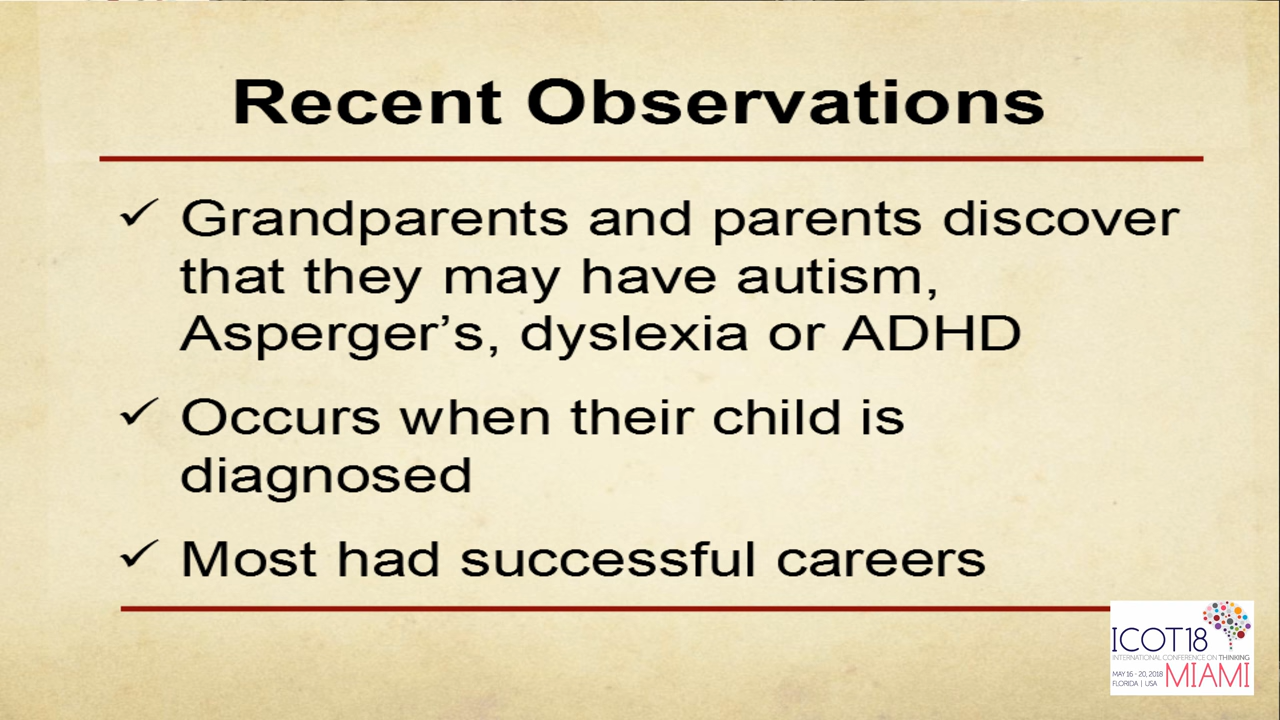 Recent Observations
✓ Grandparents and parents discover
that they may have autism,
Asperger’s, dyslexia or ADHD
✓ Occurs when their child is
diagnosed
✓ Most had successful careers
ICOT18
INTERNATIONAL CONFERENCE ON THINKING
MAY 16 - 20, 2018
FLORIDA | USA
MIAMI